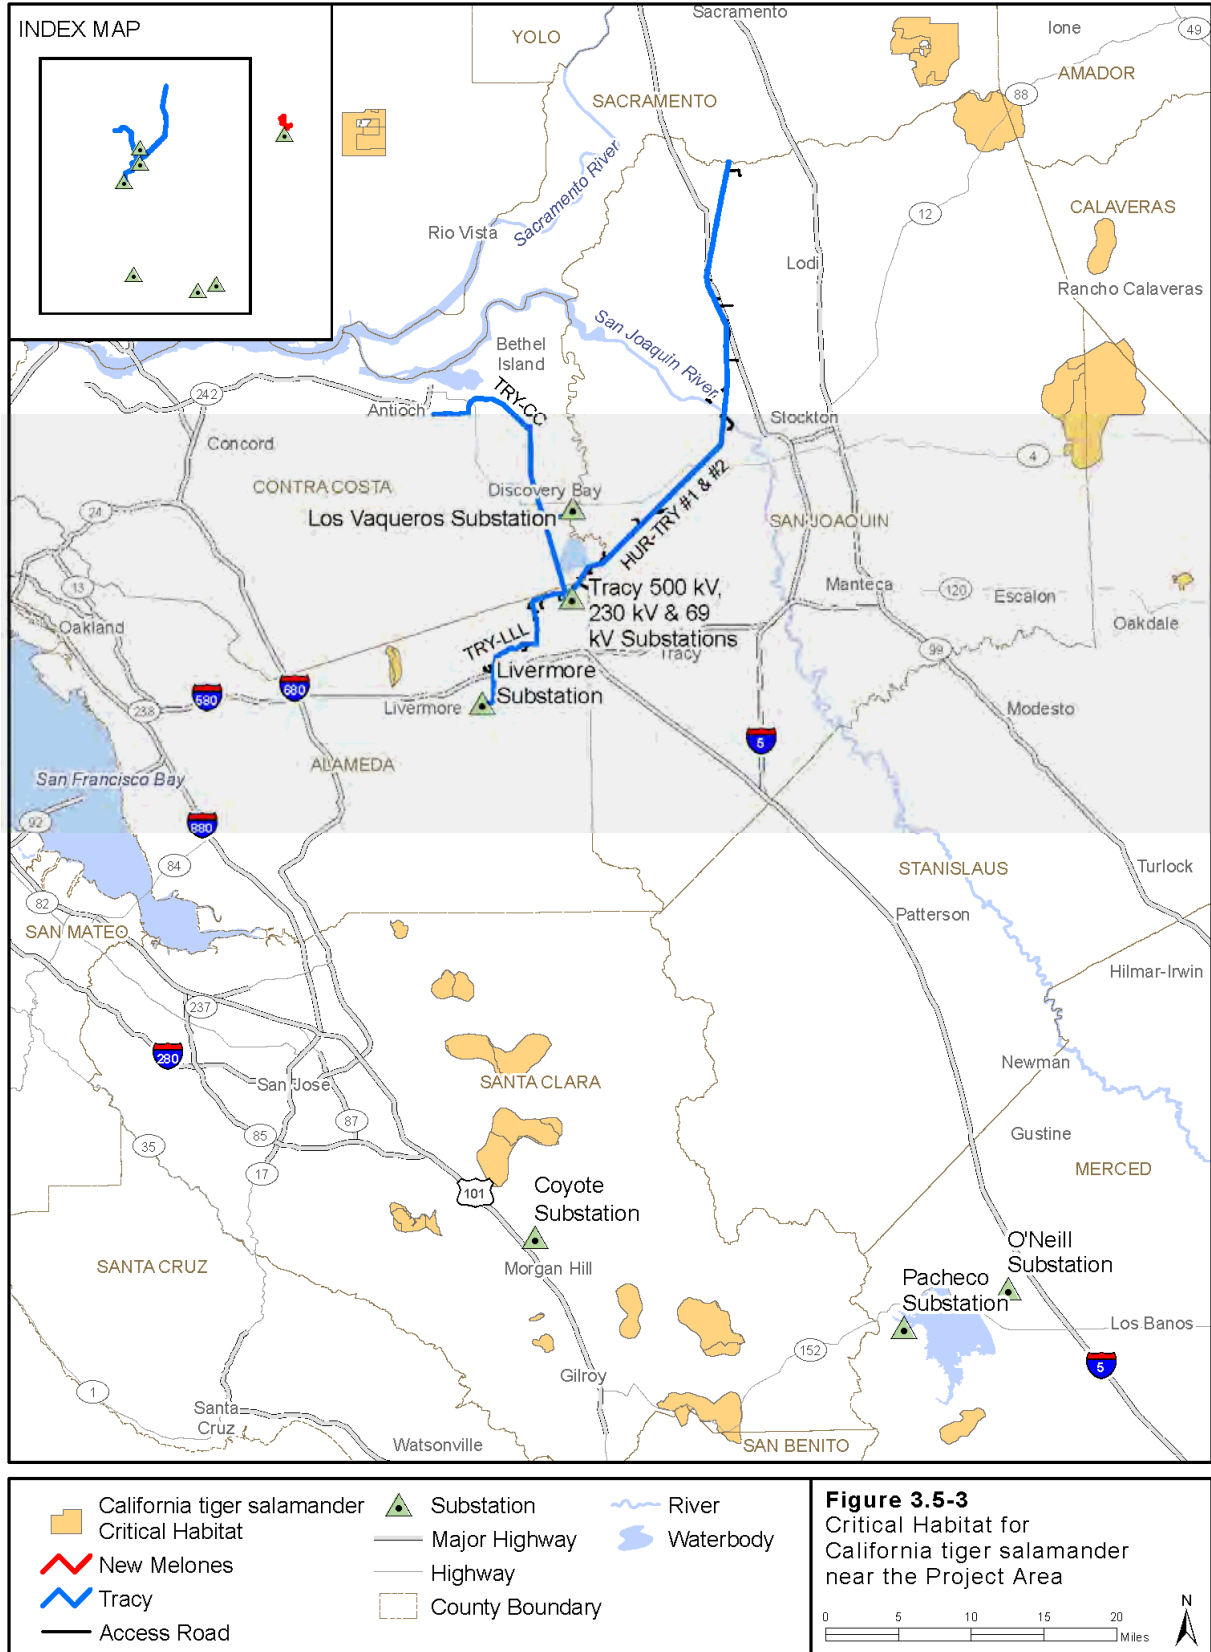 INDEX MAP
Sacramento
Ione
49
YOLO
AMADOR
88
SACRAMENTO
Sacramento River
12
CALAVERAS
Rio Vista
Lodi
Rancho Calaveras
San Joaquin River
Bethel
Island
242
TRY-CC
Antioch
Stockton
Concord
4
CONTRA COSTA
Discovery Bay
HUR-TRY #1 & #2
24
Los Vaqueros Substation
SAN JOAQUIN
13
Tracy 500 kV,
230 kV & 69
kV Substations
Manteca
120
Escalon
Oakland
Oakdale
TRY-LLL
Tracy
99
680
580
Livermore
Substation
238
Livermore
Modesto
5
ALAMEDA
San Francisco Bay
92
880
84
STANISLAUS
Turlock
82
Patterson
SAN MATEO
Hilmar-Irwin
237
280
Newman
San Jose
SANTA CLARA
87
85
35
Gustine
17
MERCED
101
Coyote
Substation
O'Neill
Substation
SANTA CRUZ
Morgan Hill
Pacheco
Substation
Los Banos
152
5
Gilroy
1
Santa
Cruz
Watsonville
SAN BENITO
California tiger salamander
Critical Habitat
New Melones
Tracy
Access Road
Substation
Major Highway
Highway
County Boundary
River
Waterbody
Figure 3.5-3
Critical Habitat for
California tiger salamander
near the Project Area
0 5 10 15 20
Miles
N